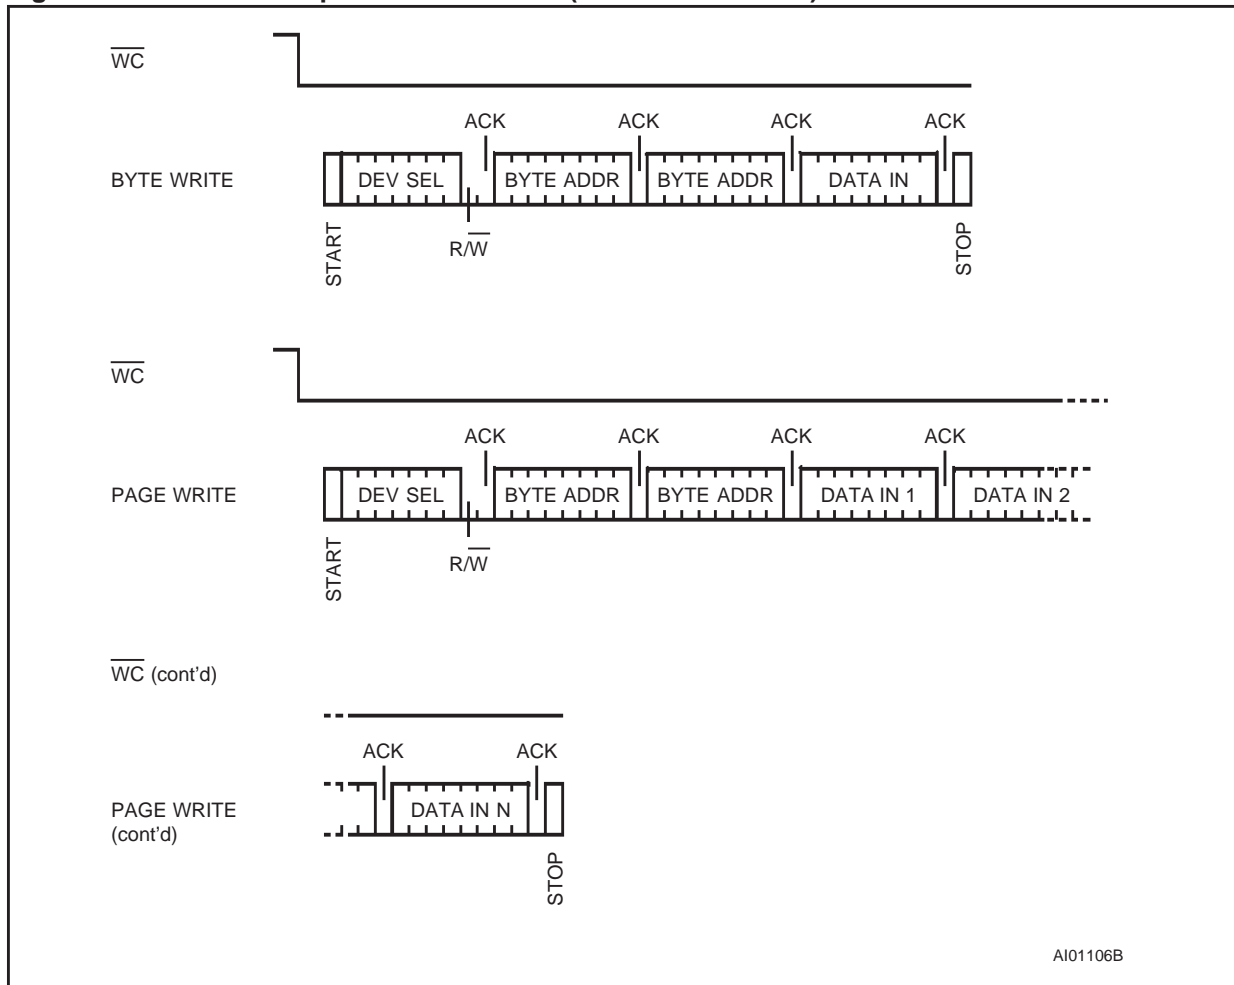 WC
ACK ACK ACK ACK
BYTE WRITE DEV SEL BYTE ADDR BYTE ADDR DATA IN
START R/W STOP
WC
ACK ACK ACK ACK
PAGE WRITE DEV SEL BYTE ADDR BYTE ADDR DATA IN 1 DATA IN 2
START R/W
WC (cont'd)
ACK ACK
PAGE WRITE DATA IN N
(cont'd)
STOP
AI01106B